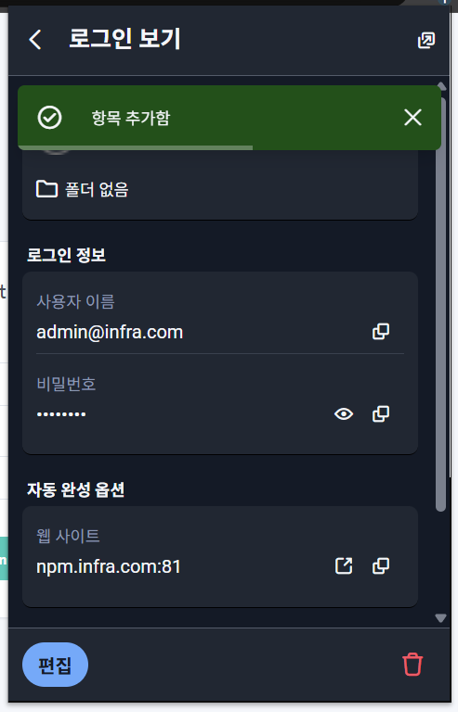 로그인 보기
항목 추가함
폴더 없음
로그인 정보
사용자 이름
admin@infra.com
비밀번호
••••••••
자동 완성 옵션
웹 사이트
npm.infra.com:81
편집